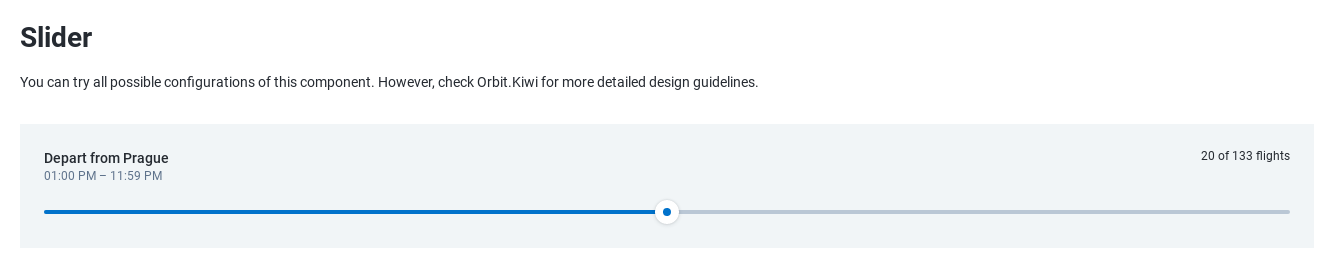 Slider
You can try all possible configurations of this component. However, check Orbit.Kiwi for more detailed design guidelines.
Depart from Prague
20 of 133 flights
01:00 PM – 11:59 PM